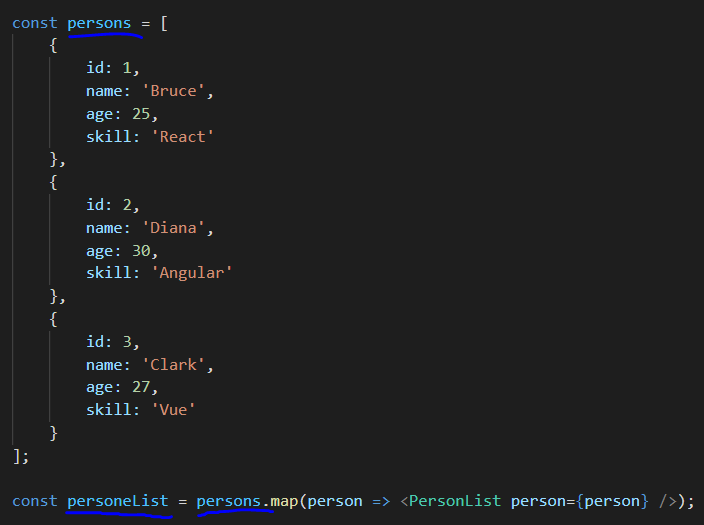 const persons = [
{
id: 1,
name: 'Bruce',
age: 25,
skill: 'React'
},
{
id: 2,
name: 'Diana',
age: 30,
skill: 'Angular'
},
{
id: 3,
name: 'Clark',
age: 27,
skill: 'Vue'
}
];
const personeList = persons.map(person => <PersonList person={person} />);